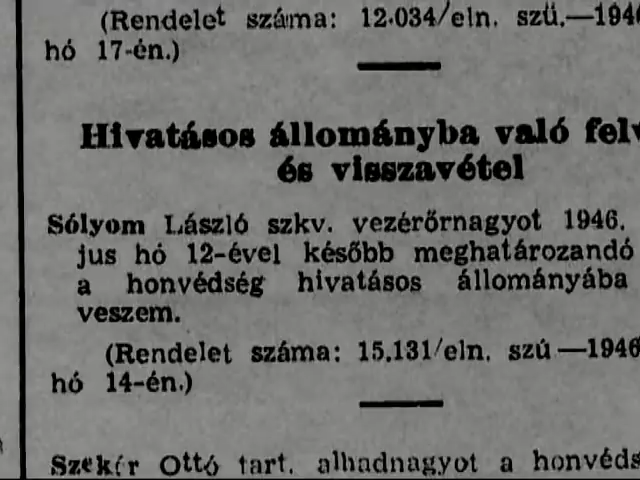 (Rendelet száma: 12.034/eln. szü.—194
hó 17-én.)
Hivatásos állományba való felv
és visszavétel
Sólyom László szkv. vezérőrnagyot 1946.
jus hó 12-ével később meghatározandó
a honvédség hivatásos állományába
veszem.
(Rendelet száma: 15.131/eln. szú—1946
hó 14-én.)
Szekér Ottó tart. alhadnagyot a honvéds